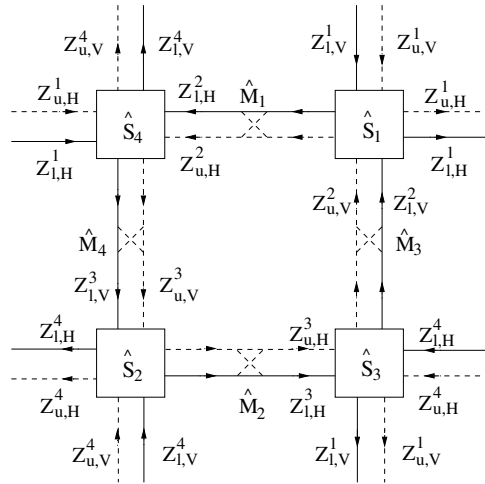 Z^4_{u,V} Z^4_{l,V} Z^1_{l,V} Z^1_{u,V}
Z^1_{u,H} Z^2_{l,H} M̂_1 Z^1_{u,H}
Ŝ_4 Ŝ_1
Z^1_{l,H} Z^2_{u,H} Z^1_{l,H}
Z^2_{u,V} Z^2_{l,V}
M̂_4 M̂_3
Z^3_{l,V} Z^3_{u,V}
Z^4_{l,H} Z^3_{u,H} Z^4_{l,H}
Ŝ_2 Ŝ_3
Z^4_{u,H} M̂_2 Z^3_{l,H} Z^4_{u,H}
Z^4_{u,V} Z^4_{l,V} Z^1_{l,V} Z^1_{u,V}